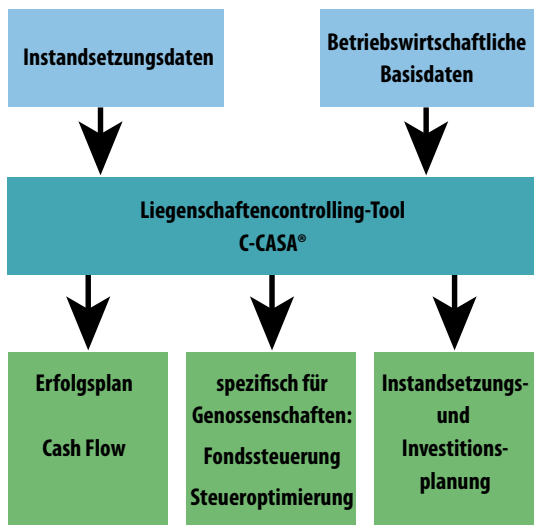 Instandsetzungsdaten
Betriebswirtschaftliche
Basisdaten
Liegenschaftencontrolling-Tool
C-CASA®
Erfolgsplan
Cash Flow
spezifisch für
Genossenschaften:
Fondssteuerung
Steueroptimierung
Instandsetzungs-
und
Investitions-
planung